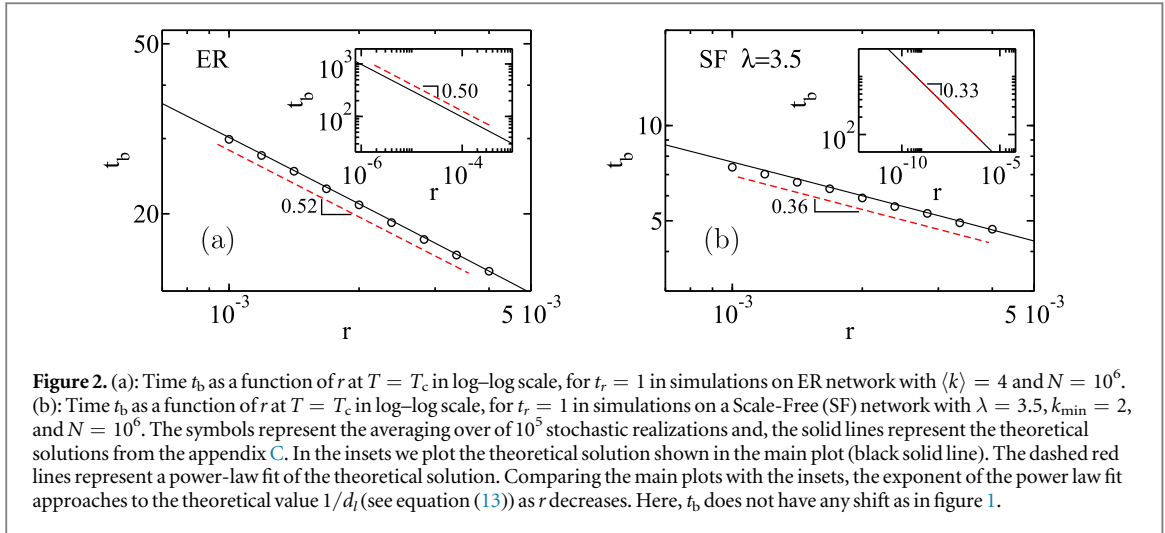 50
ER
t_b
20
0.52
(a)
10^-3
5 10^-3
r
10^3
10^2
t_b
0.50
10^-6
10^-4
r
SF λ=3.5
10
t_b
5
0.36
(b)
10^-3
5 10^-3
r
t_b
10^2
0.33
10^-10
10^-5
r
Figure 2. (a): Time t_b as a function of r at T = T_c in log–log scale, for t_r = 1 in simulations on ER network with ⟨k⟩ = 4 and N = 10^6.
(b): Time t_b as a function of r at T = T_c in log–log scale, for t_r = 1 in simulations on a Scale-Free (SF) network with λ = 3.5, k_min = 2,
and N = 10^6. The symbols represent the averaging over of 10^5 stochastic realizations and, the solid lines represent the theoretical
solutions from the appendix C. In the insets we plot the theoretical solution shown in the main plot (black solid line). The dashed red
lines represent a power-law fit of the theoretical solution. Comparing the main plots with the insets, the exponent of the power law fit
approaches to the theoretical value 1/d_l (see equation (13)) as r decreases. Here, t_b does not have any shift as in figure 1.